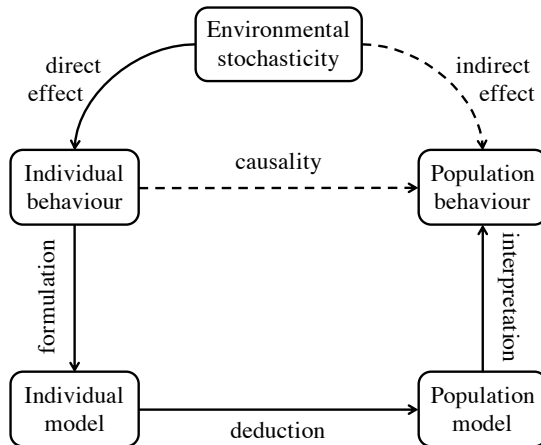 Environmental
stochasticity
direct
effect
indirect
effect
Individual
behaviour
causality
Population
behaviour
formulation
interpretation
Individual
model
deduction
Population
model